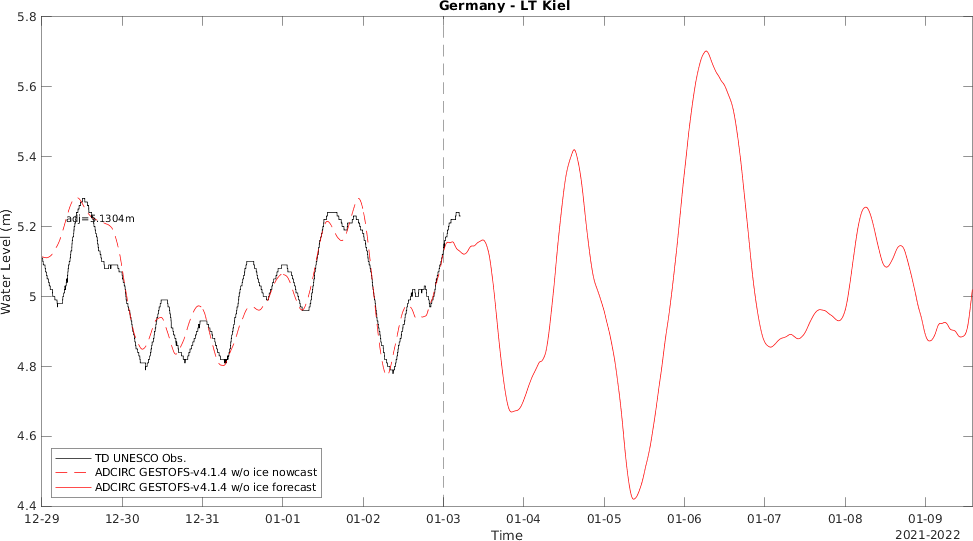 Germany - LT Kiel
5.8
5.6
5.4
5.2
5
4.8
4.6
4.4
Water Level (m)
adj=5.1304m
TD UNESCO Obs.
ADCIRC GESTOFS-v4.1.4 w/o ice nowcast
ADCIRC GESTOFS-v4.1.4 w/o ice forecast
12-29 12-30 12-31 01-01 01-02 01-03 01-04 01-05 01-06 01-07 01-08 01-09
Time
2021-2022